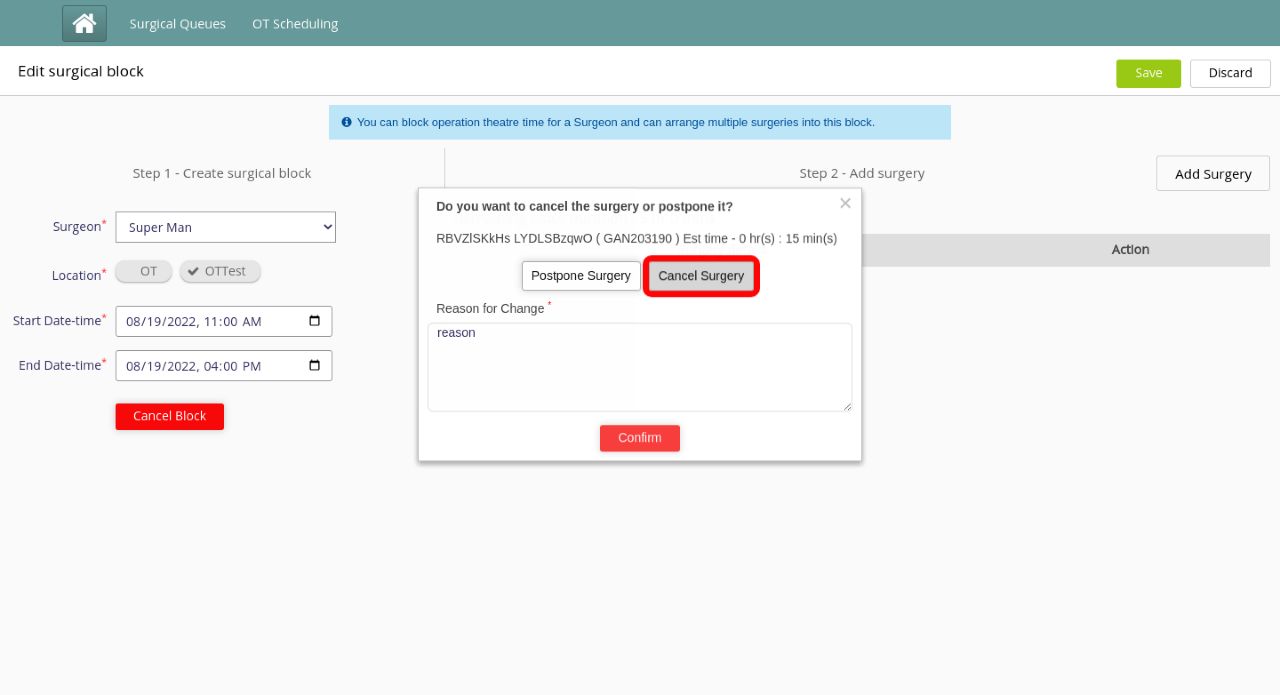 Surgical Queues OT Scheduling
Edit surgical block
Save Discard
You can block operation theatre time for a Surgeon and can arrange multiple surgeries into this block.
Step 1 - Create surgical block
Step 2 - Add surgery
Add Surgery
Surgeon* Super Man
Location* OT OTTest
Start Date-time* 08/19/2022, 11:00 AM
End Date-time* 08/19/2022, 04:00 PM
Cancel Block
Action
Do you want to cancel the surgery or postpone it? ×
RBVZlSKkHs LYDLSBzqwO ( GAN203190 ) Est time - 0 hr(s) : 15 min(s)
Postpone Surgery Cancel Surgery
Reason for Change *
reason
Confirm